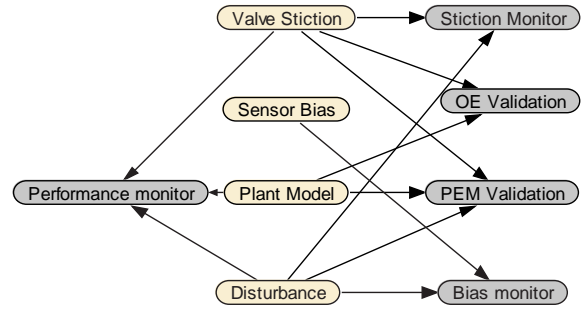 Valve Stiction
Stiction Monitor
OE Validation
Sensor Bias
Performance monitor
Plant Model
PEM Validation
Disturbance
Bias monitor